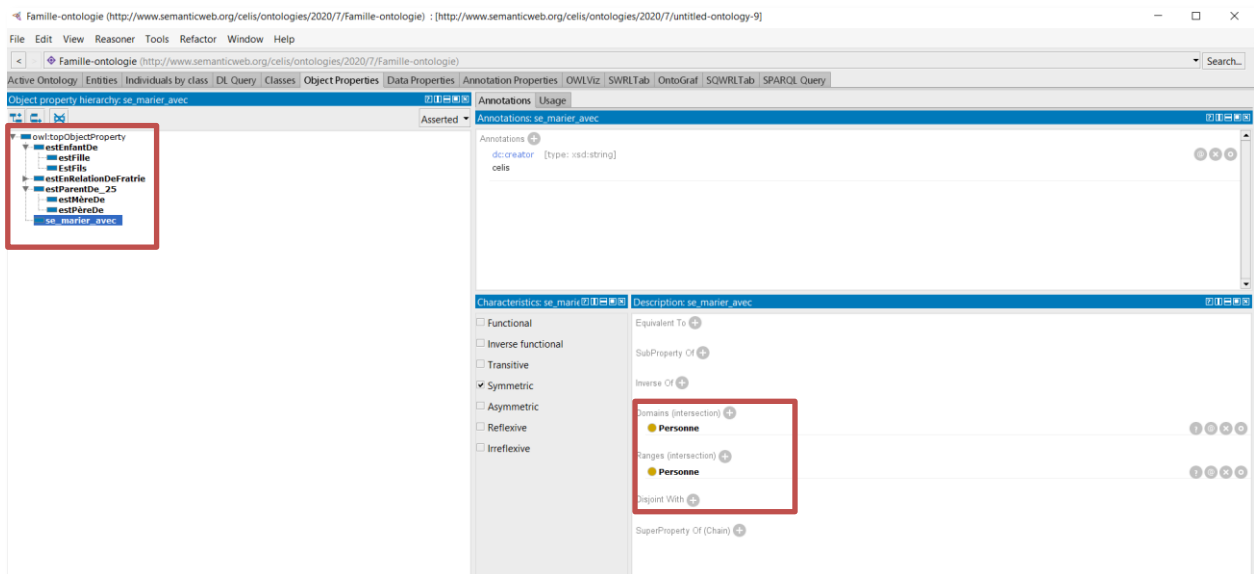 Famille-ontologie (http://www.semanticweb.org/celis/ontologies/2020/7/Famille-ontologie) : [http://www.semanticweb.org/celis/ontologies/2020/7/untitled-ontology-9]
File Edit View Reasoner Tools Refactor Window Help
< > Famille-ontologie (http://www.semanticweb.org/celis/ontologies/2020/7/Famille-ontologie) Search...
Active Ontology Entities Individuals by class DL Query Classes Object Properties Data Properties Annotation Properties OWLViz SWRLTab OntoGraf SQWRLTab SPARQL Query
Object property hierarchy: se_marier_avec
Asserted
owl:topObjectProperty
estEnfantDe
estFille
EstFils
estEnRelationDeFratrie
estParentDe_25
estMèreDe
estPèreDe
se_marier_avec
Annotations Usage
Annotations: se_marier_avec
Annotations
dc:creator [type: xsd:string]
celis
Characteristics: se_marie
Functional
Inverse functional
Transitive
Symmetric
Asymmetric
Reflexive
Irreflexive
Description: se_marier_avec
Equivalent To
SubProperty Of
Inverse Of
Domains (intersection)
Personne
Ranges (intersection)
Personne
Disjoint With
SuperProperty Of (Chain)